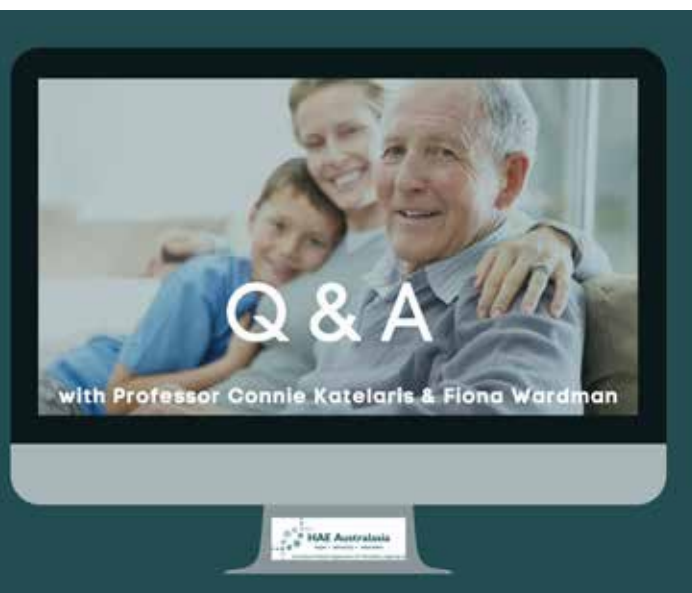 Q & A
with Professor Connie Katelaris & Fiona Wardman
HAE Australasia